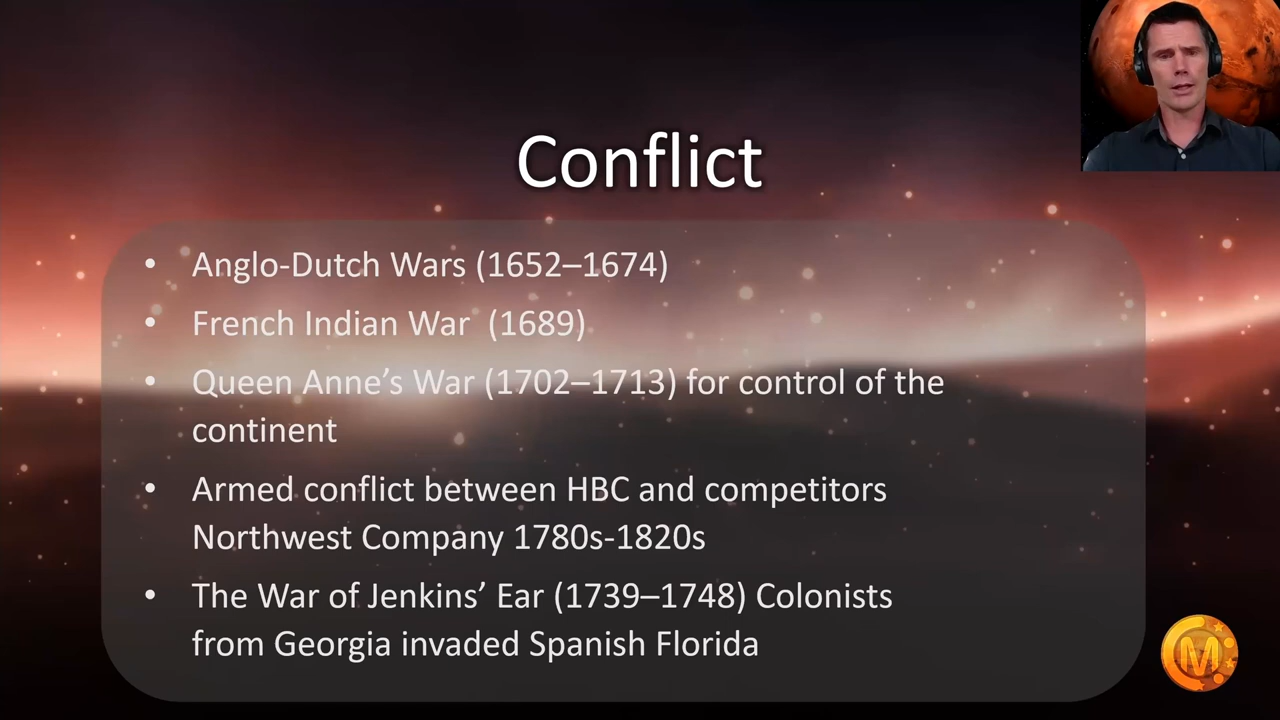 Conflict
• Anglo-Dutch Wars (1652–1674)
• French Indian War (1689)
• Queen Anne’s War (1702–1713) for control of the
continent
• Armed conflict between HBC and competitors
Northwest Company 1780s-1820s
• The War of Jenkins’ Ear (1739–1748) Colonists
from Georgia invaded Spanish Florida
M